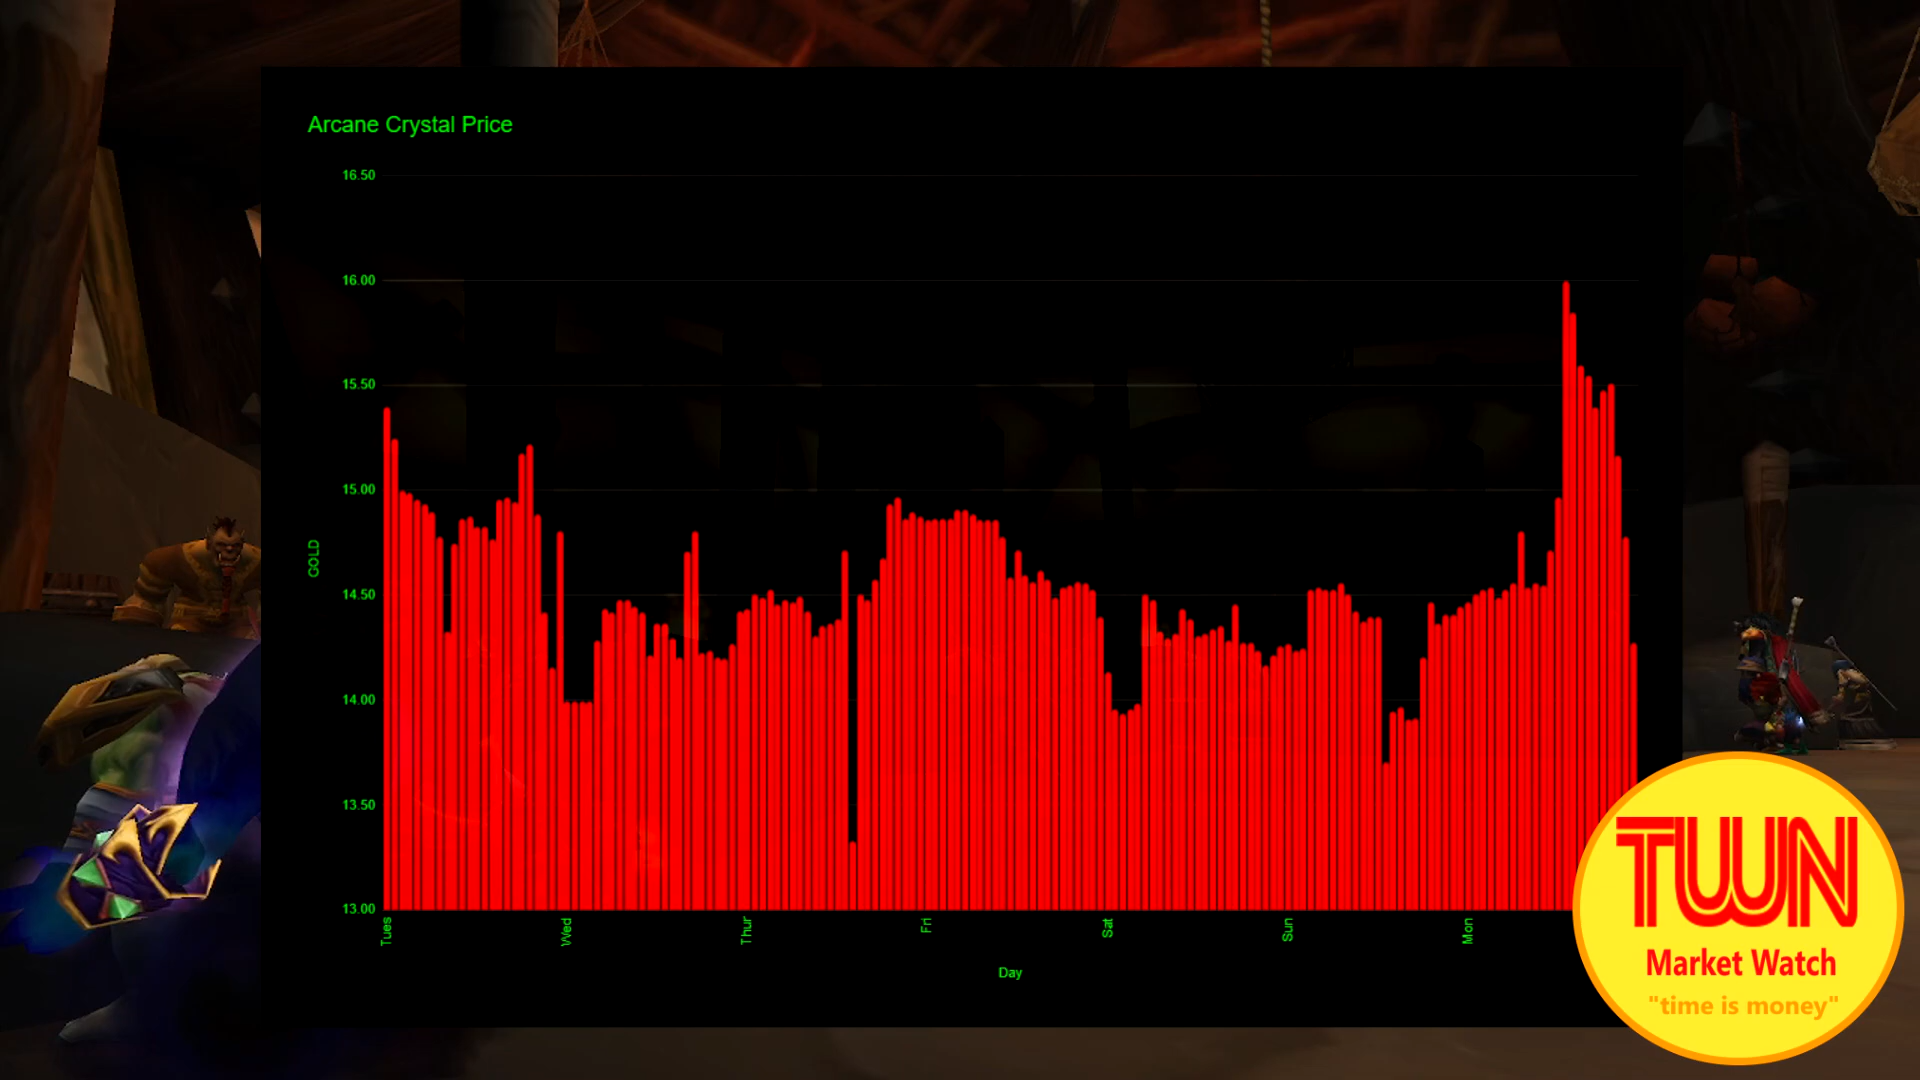 Arcane Crystal Price
16.50
16.00
15.50
15.00
14.50
14.00
13.50
13.00
GOLD
Tues
Wed
Thur
Fri
Sat
Sun
Mon
Day
TWN
Market Watch
"time is money"